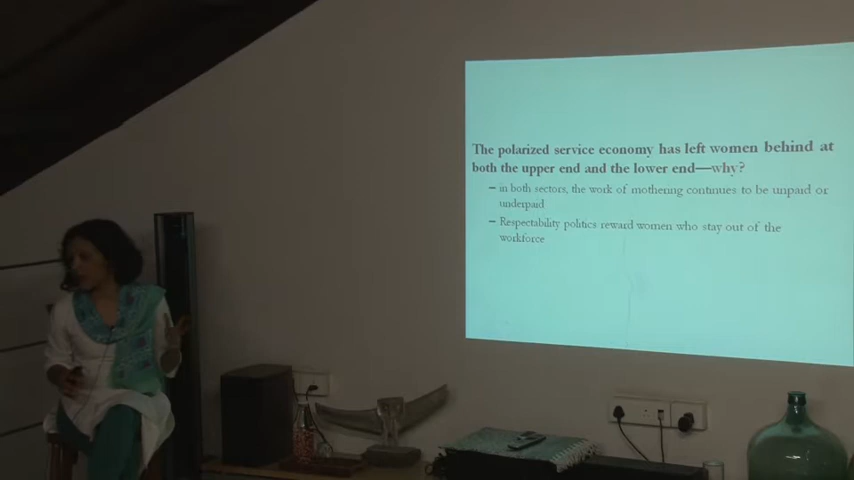 The polarized service economy has left women behind at
both the upper end and the lower end—why?
– in both sectors, the work of mothering continues to be unpaid or
underpaid
– Respectability politics reward women who stay out of the
workforce